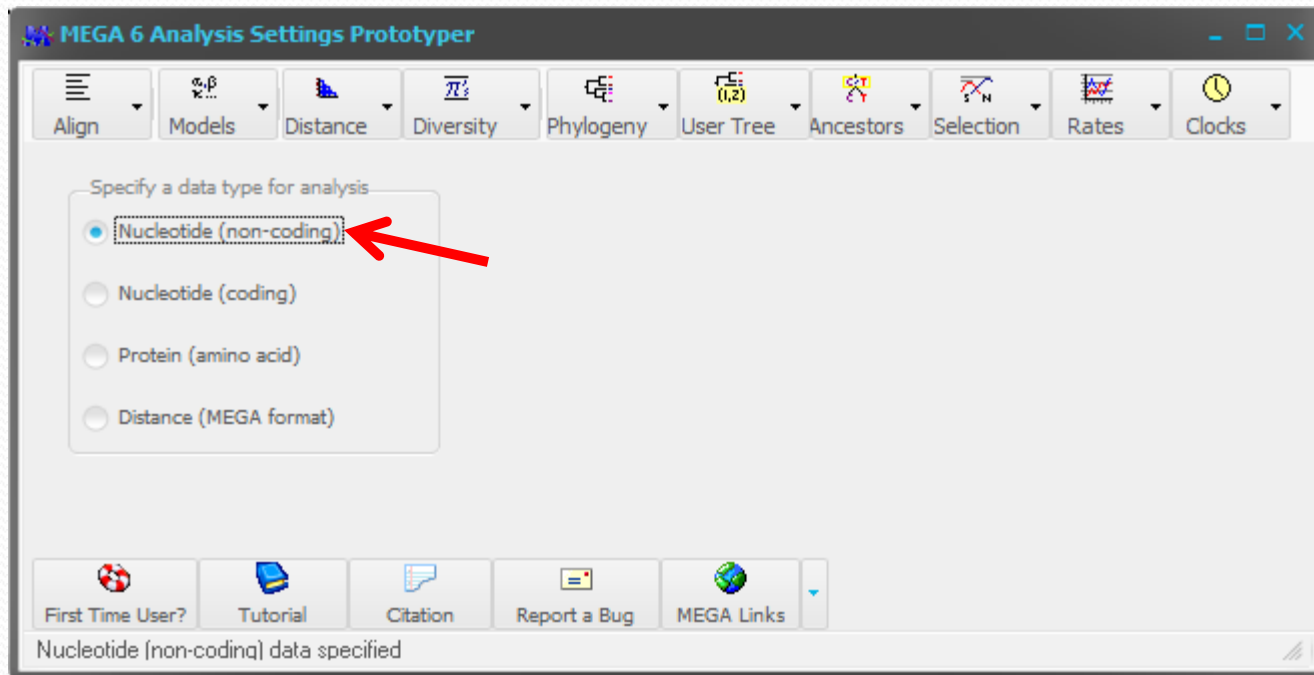 MEGA 6 Analysis Settings Prototyper
Align Models Distance Diversity Phylogeny User Tree Ancestors Selection Rates Clocks
Specify a data type for analysis
Nucleotide (non-coding)
Nucleotide (coding)
Protein (amino acid)
Distance (MEGA format)
First Time User? Tutorial Citation Report a Bug MEGA Links
Nucleotide (non-coding) data specified